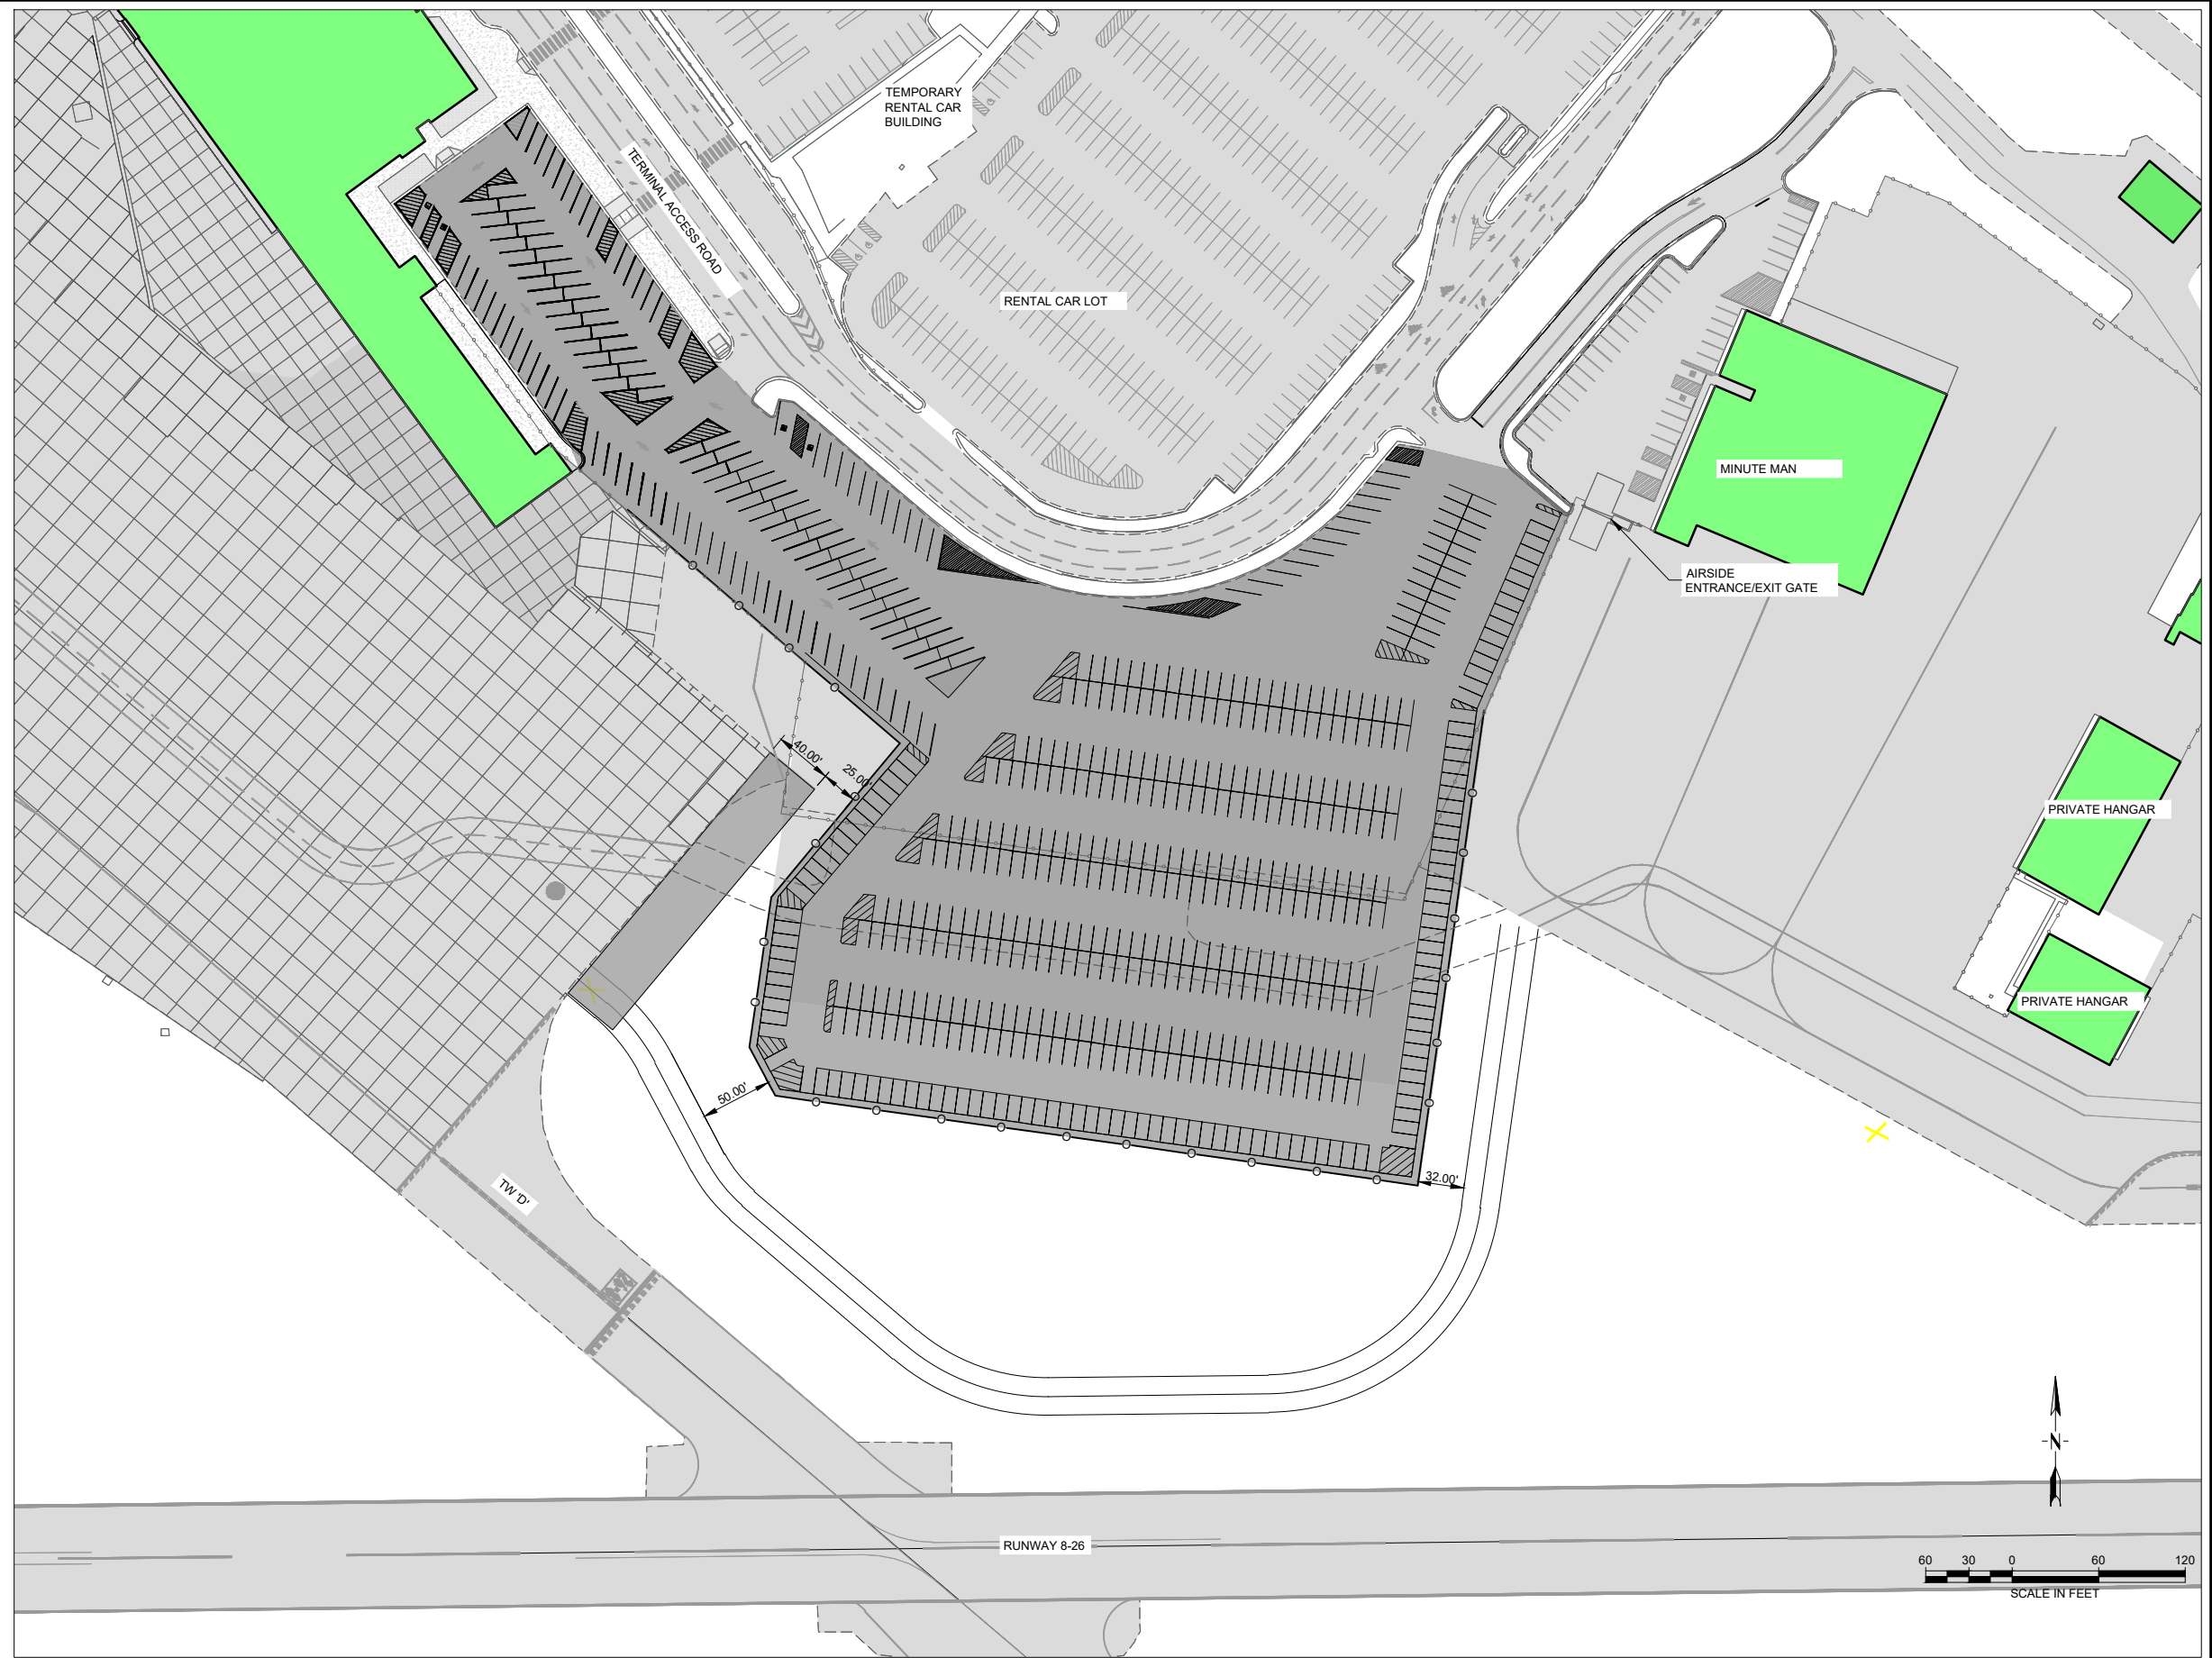 TEMPORARY
RENTAL CAR
BUILDING
TERMINAL ACCESS ROAD
RENTAL CAR LOT
MINUTE MAN
AIRSIDE
ENTRANCE/EXIT GATE
40.00'
25.00'
PRIVATE HANGAR
PRIVATE HANGAR
50.00'
32.00'
TW 'D'
N
RUNWAY 8-26
60 30 0 60 120
SCALE IN FEET